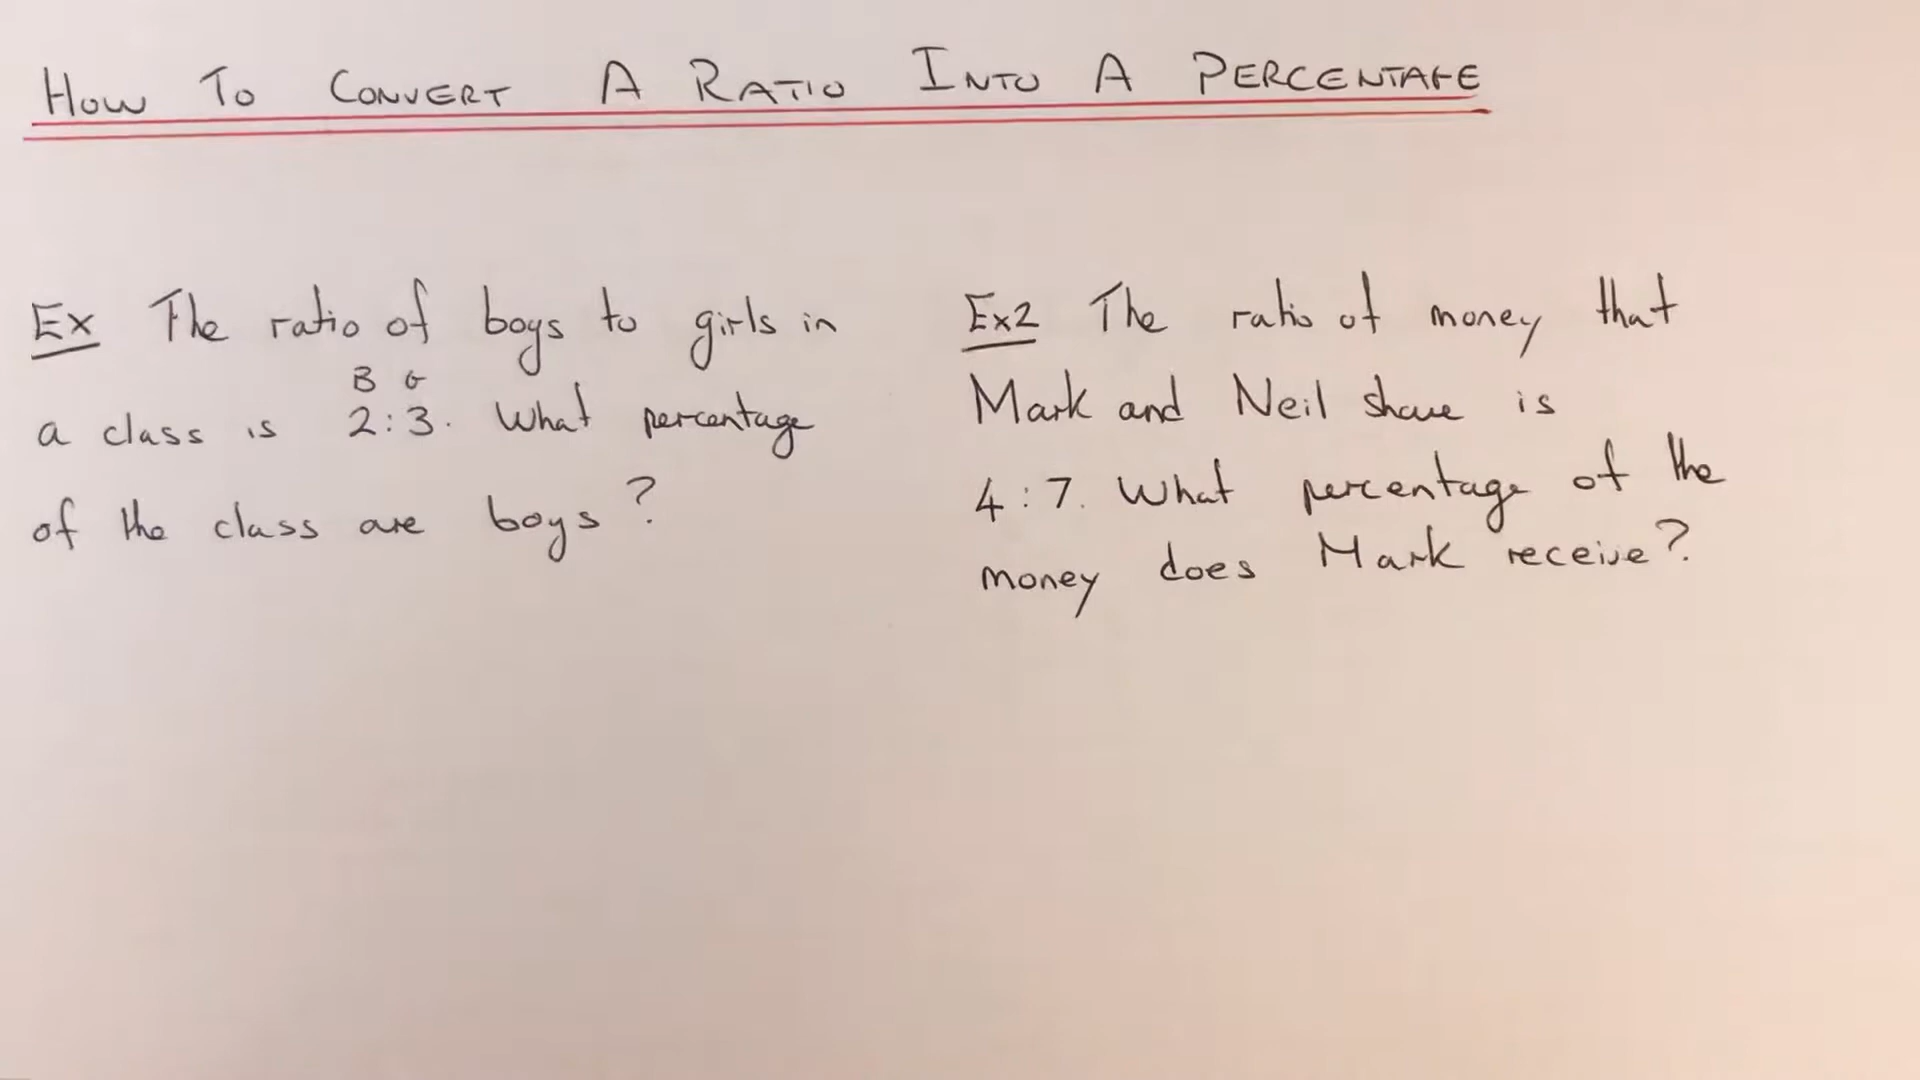 HOW TO CONVERT A RATIO INTO A PERCENTAGE
Ex The ratio of boys to girls in
B G
a class is 2:3. What percentage
of the class are boys?
Ex2 The ratio of money that
Mark and Neil share is
4:7. What percentage of the
money does Mark receive?